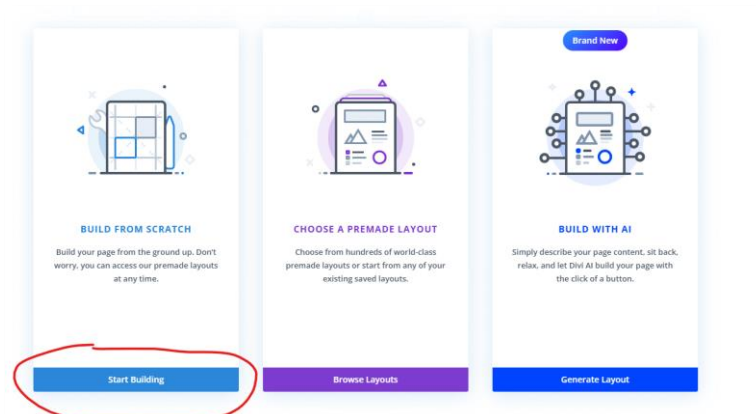 Brand New
BUILD FROM SCRATCH
Build your page from the ground up. Don't
worry, you can access our premade layouts
at any time.
Start Building
CHOOSE A PREMADE LAYOUT
Choose from hundreds of world-class
premade layouts or start from any of your
existing saved layouts.
Browse Layouts
BUILD WITH AI
Simply describe your page content, sit back,
relax, and let Divi AI build your page with
the click of a button.
Generate Layout